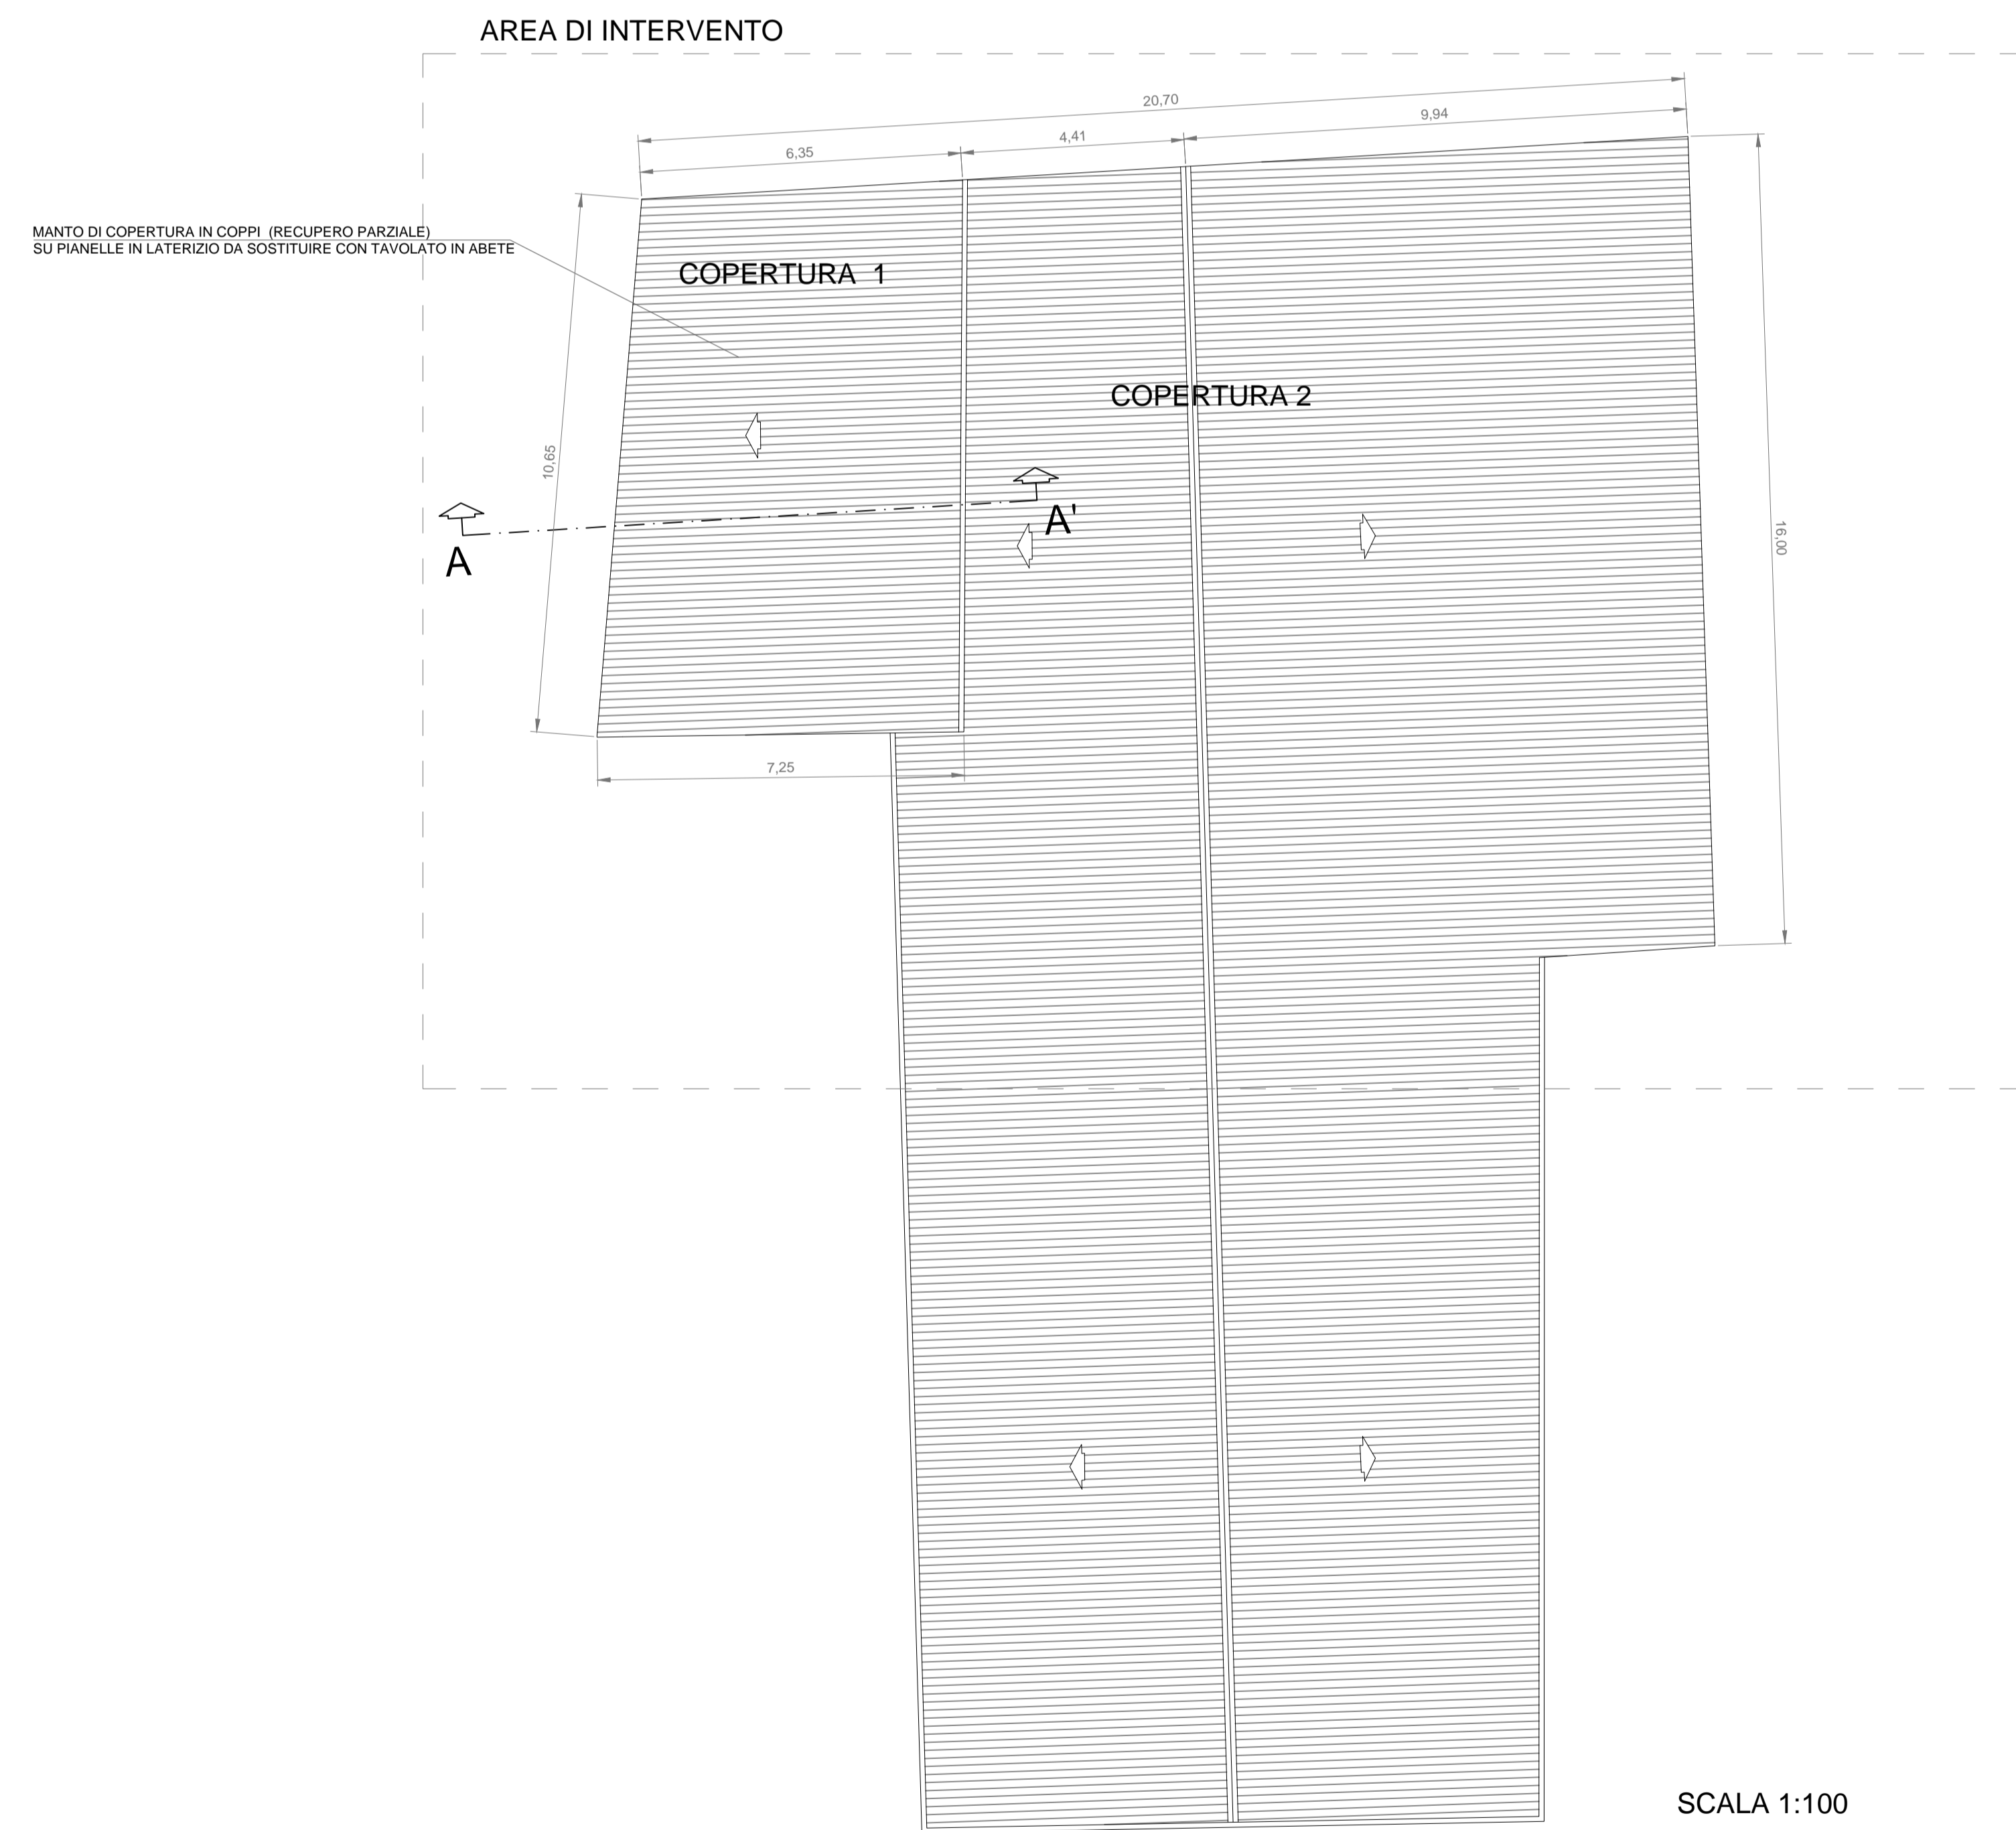 AREA DI INTERVENTO
20,70
9,94
4,41
6,35
MANTO DI COPERTURA IN COPPI (RECUPERO PARZIALE)
SU PIANELLE IN LATERIZIO DA SOSTITUIRE CON TAVOLATO IN ABETE
COPERTURA 1
COPERTURA 2
10,65
A
A'
16,00
7,25
SCALA 1:100